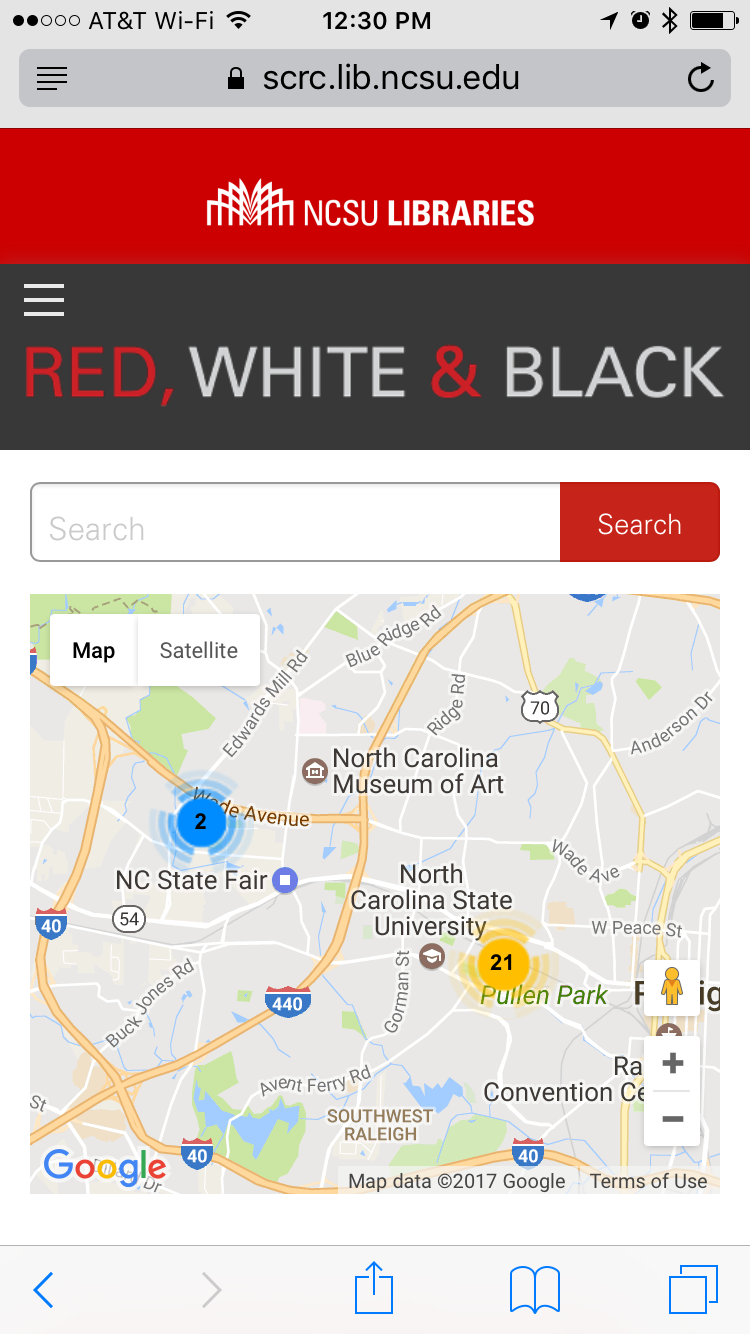 AT&T Wi-Fi 12:30 PM
scrc.lib.ncsu.edu
NCSU LIBRARIES
RED, WHITE & BLACK
Search Search
Map Satellite
Blue Ridge Rd
Edwards Mill Rd
Ridge Rd
70
Anderson Dr
North Carolina
Museum of Art
2
Wade Avenue
Wade Ave
NC State Fair
North
Carolina State
University
54
40
W Peace St
21
Gorman St
Pullen Park
Buck Jones Rd
440
Avent Ferry Rd
Convention
SOUTHWEST
RALEIGH
St
40
40
Google
Dr
Map data ©2017 Google Terms of Use